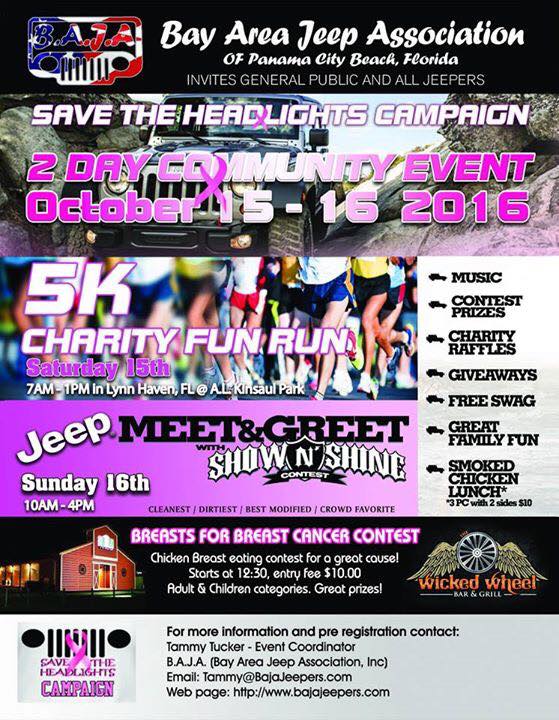 B.A.J.A
Bay Area Jeep Association
OF Panama City Beach, Florida
INVITES GENERAL PUBLIC AND ALL JEEPERS
SAVE THE HEADLIGHTS CAMPAIGN
2 DAY COMMUNITY EVENT
October 15 - 16 2016
5K
CHARITY FUN RUN
Saturday 15th
7AM - 1PM in Lynn Haven, FL @ A.L. Kinsaul Park
MUSIC
CONTEST
PRIZES
CHARITY
RAFFLES
GIVEAWAYS
FREE SWAG
GREAT
FAMILY FUN
SMOKED
CHICKEN
LUNCH*
*3 PC with 2 sides $10
Jeep MEET&GREET
WITH
SHOW N' SHINE
CONTEST
Sunday 16th
10AM - 4PM
CLEANEST / DIRTIEST / BEST MODIFIED / CROWD FAVORITE
BREASTS FOR BREAST CANCER CONTEST
Chicken Breast eating contest for a great cause!
Starts at 12:30, entry fee $10.00
Adult & Children categories. Great prizes!
Wicked Wheel
BAR & GRILL
SAVE THE
HEADLIGHTS
CAMPAIGN
For more information and pre registration contact:
Tammy Tucker - Event Coordinator
B.A.J.A. (Bay Area Jeep Association, Inc)
Email: Tammy@BajaJeepers.com
Web page: http://www.bajajeepers.com